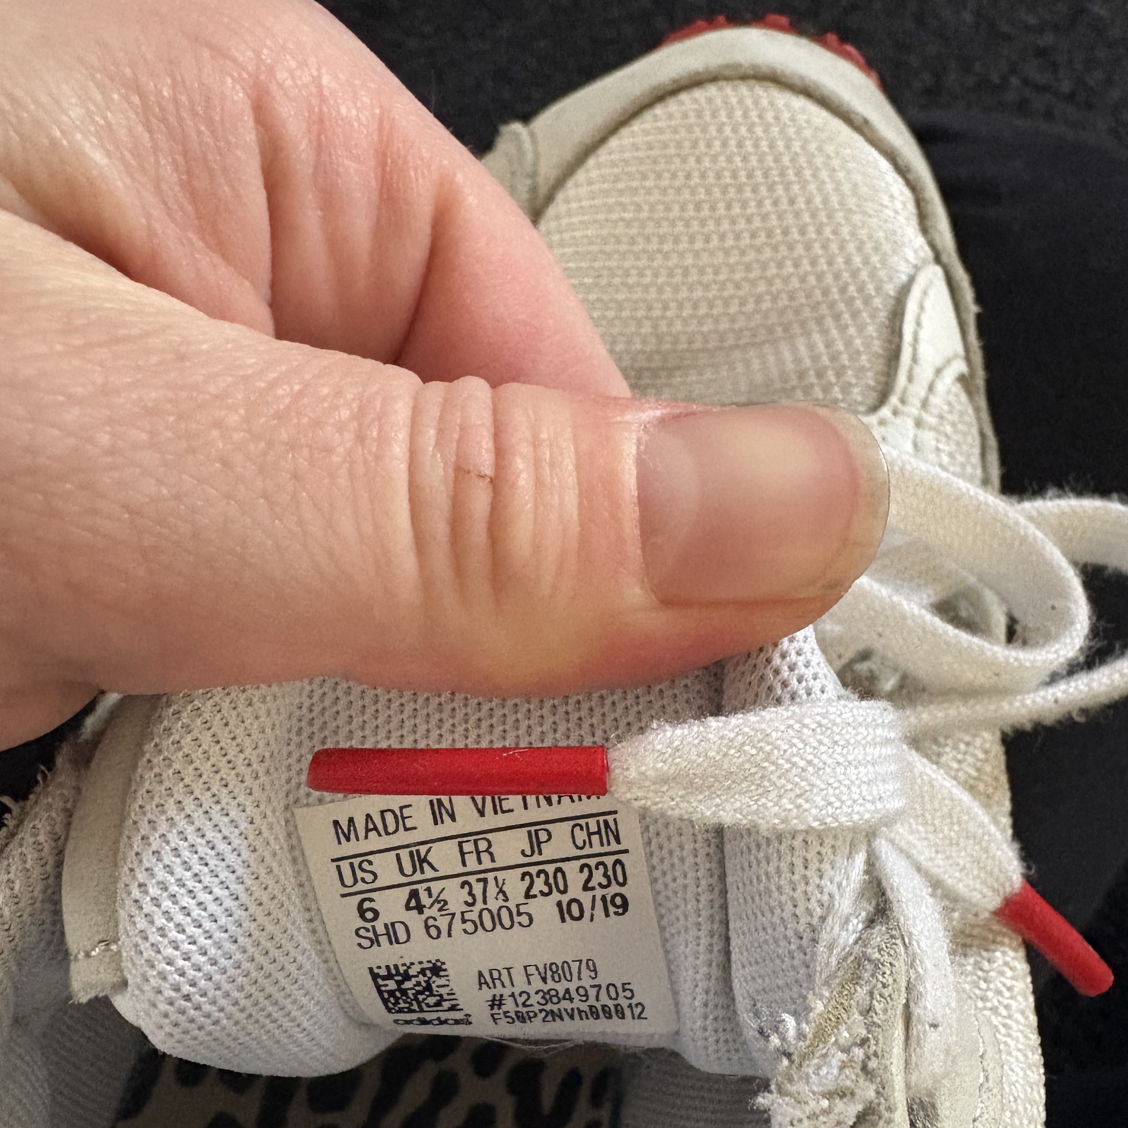 MADE IN VIETNAM
US UK FR JP CHN
6 4½ 37⅓ 230 230
SHD 675005 10/19
ART FV8079
#123849705
adidas